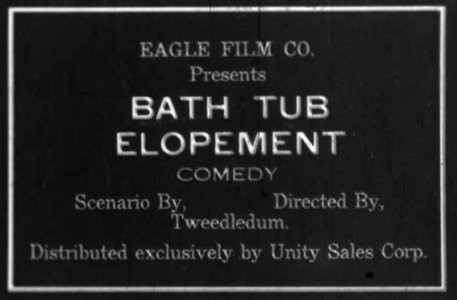 EAGLE FILM CO.
Presents
BATH TUB
ELOPEMENT
COMEDY
Scenario By, Directed By,
Tweedledum.
Distributed exclusively by Unity Sales Corp.